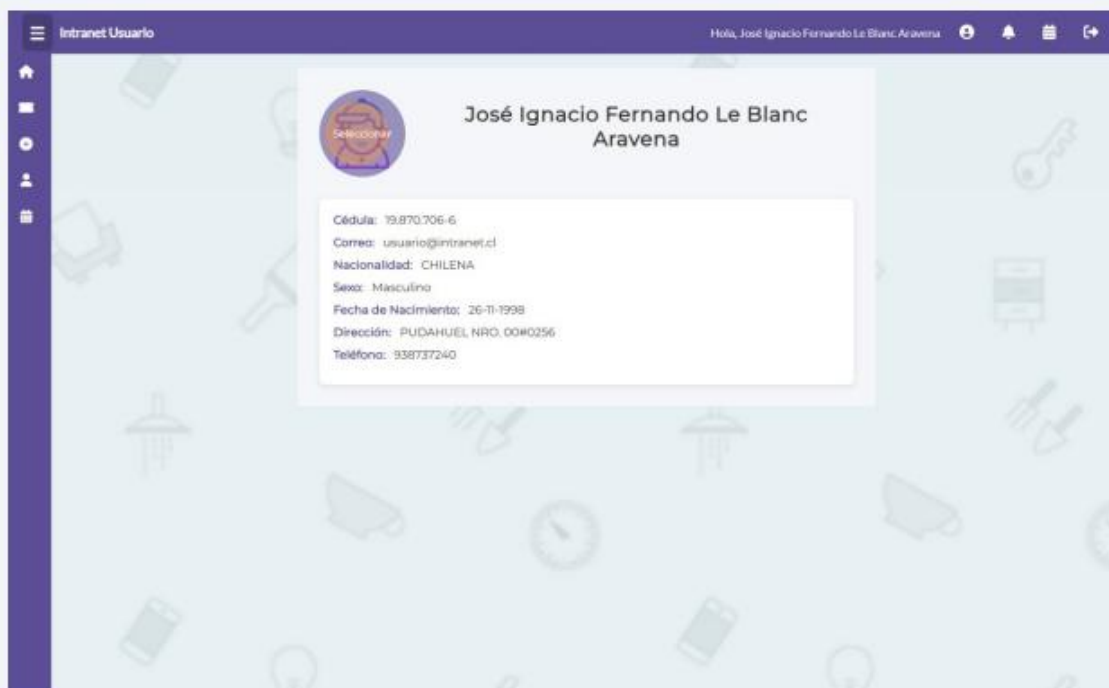 Intranet Usuario
Hola, José Ignacio Fernando Le Blanc Aravena
Seleccionar
José Ignacio Fernando Le Blanc
Aravena
Cédula: 19.870.706-6
Correo: usuario@intranet.cl
Nacionalidad: CHILENA
Sexo: Masculino
Fecha de Nacimiento: 26-11-1998
Dirección: PUDAHUEL NRO. 00#0256
Teléfono: 938737240